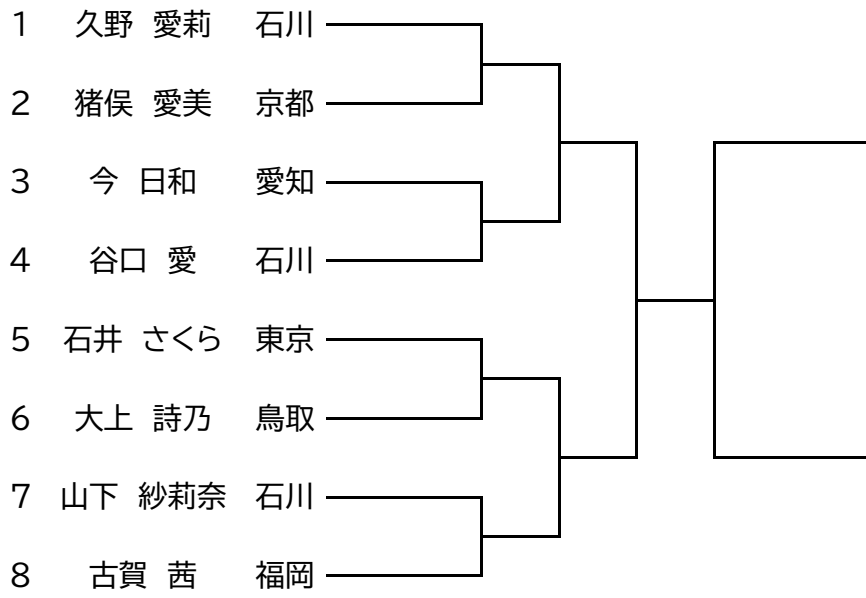 1 久野 愛莉 石川
2 猪俣 愛美 京都
3 今 日和 愛知
4 谷口 愛 石川
5 石井 さくら 東京
6 大上 詩乃 鳥取
7 山下 紗莉奈 石川
8 古賀 茜 福岡